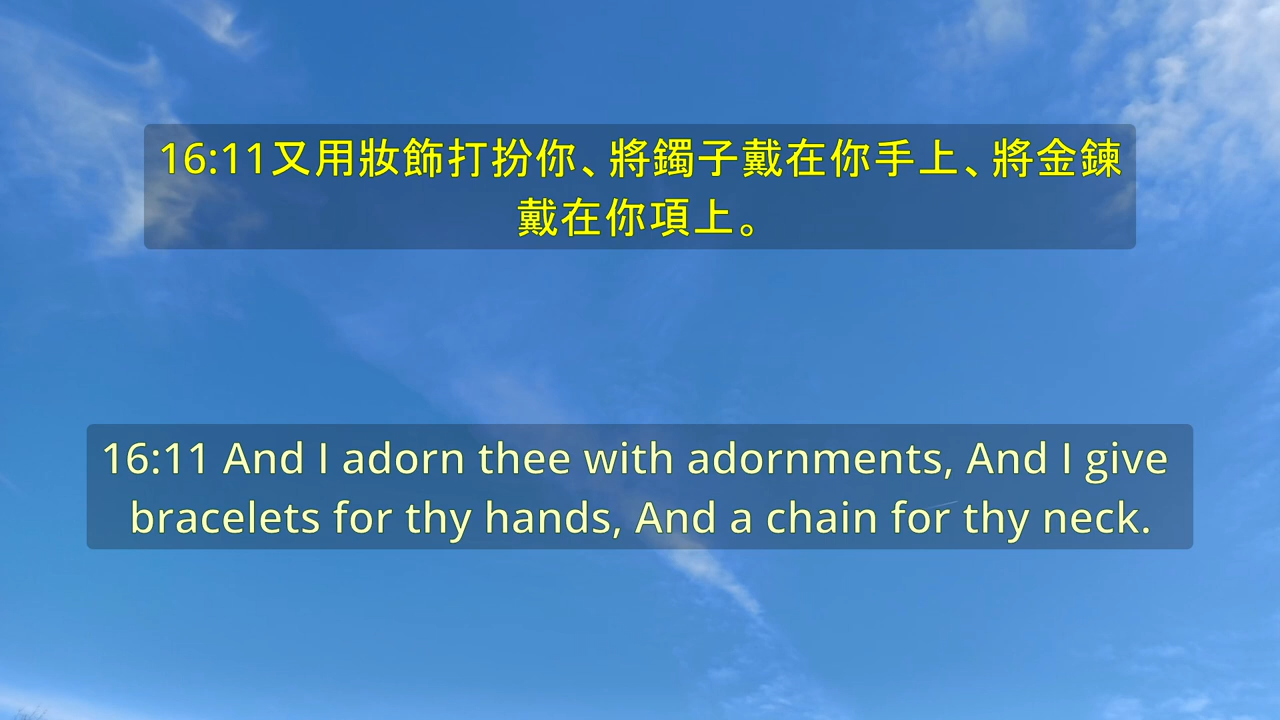 16:11又用妝飾打扮你、將鐲子戴在你手上、將金鍊
戴在你項上。
16:11 And I adorn thee with adornments, And I give
bracelets for thy hands, And a chain for thy neck.